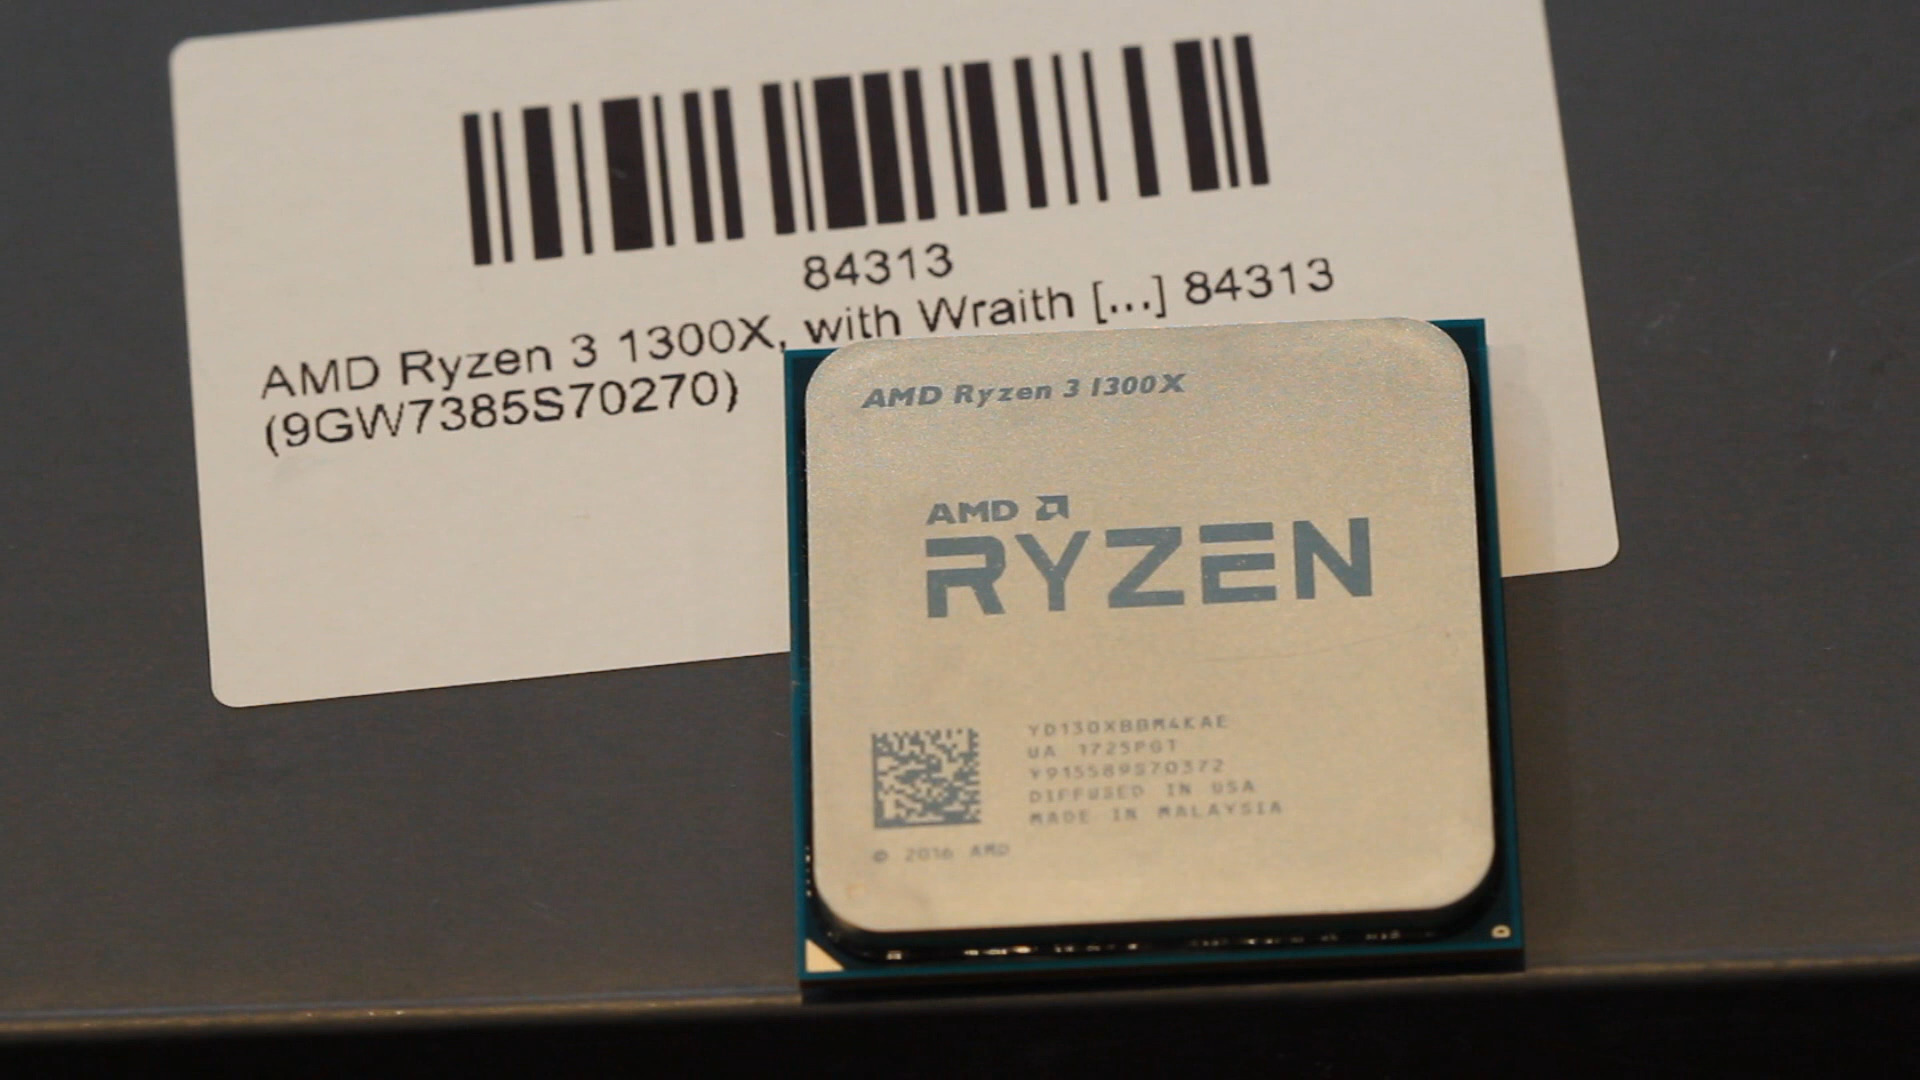 84313
AMD Ryzen 3 1300X, with Wraith [...] 84313
(9GW7385S70270)
AMD Ryzen 3 1300X
AMD
RYZEN
YD130XBBM4KAE
UA 1725PGT
Y915589S70372
DIFFUSED IN USA
MADE IN MALAYSIA
© 2016 AMD